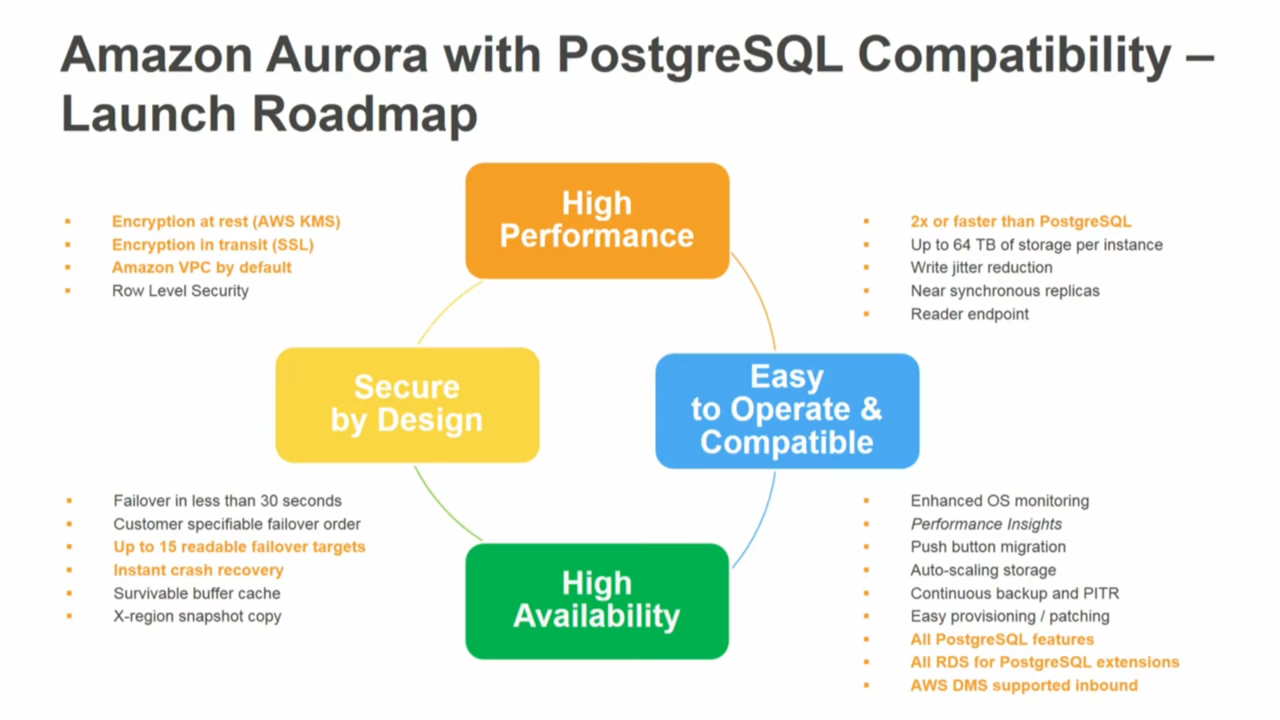 Amazon Aurora with PostgreSQL Compatibility –
Launch Roadmap
High
Performance
▪ Encryption at rest (AWS KMS)
▪ Encryption in transit (SSL)
▪ Amazon VPC by default
▪ Row Level Security
▪ 2x or faster than PostgreSQL
▪ Up to 64 TB of storage per instance
▪ Write jitter reduction
▪ Near synchronous replicas
▪ Reader endpoint
Secure
by Design
Easy
to Operate &
Compatible
▪ Failover in less than 30 seconds
▪ Customer specifiable failover order
▪ Up to 15 readable failover targets
▪ Instant crash recovery
▪ Survivable buffer cache
▪ X-region snapshot copy
High
Availability
▪ Enhanced OS monitoring
▪ Performance Insights
▪ Push button migration
▪ Auto-scaling storage
▪ Continuous backup and PITR
▪ Easy provisioning / patching
▪ All PostgreSQL features
▪ All RDS for PostgreSQL extensions
▪ AWS DMS supported inbound